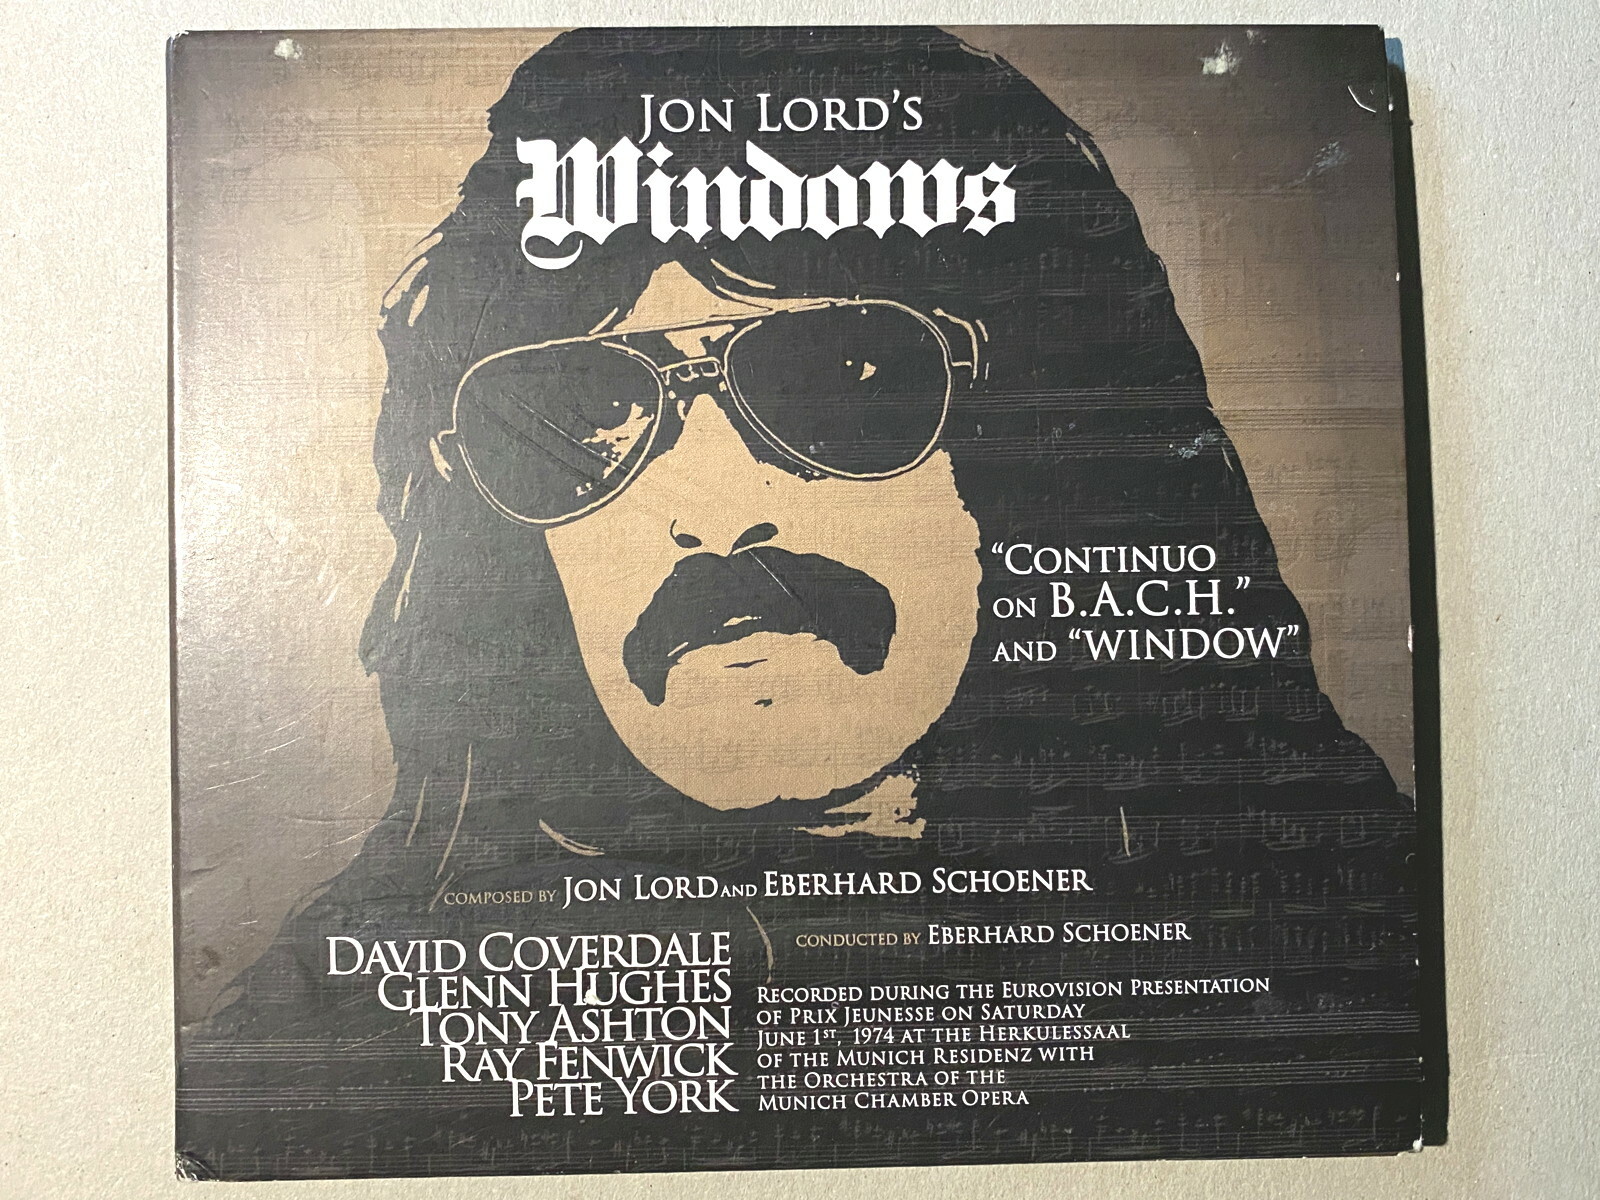 JON LORD'S
Windows
"CONTINUO
ON B.A.C.H."
AND "WINDOW"
COMPOSED BY JON LORD AND EBERHARD SCHOENER
CONDUCTED BY EBERHARD SCHOENER
DAVID COVERDALE
GLENN HUGHES
TONY ASHTON
RAY FENWICK
PETE YORK
RECORDED DURING THE EUROVISION PRESENTATION
OF PRIX JEUNESSE ON SATURDAY
JUNE 1ST, 1974 AT THE HERKULESSAAL
OF THE MUNICH RESIDENZ WITH
THE ORCHESTRA OF THE
MUNICH CHAMBER OPERA